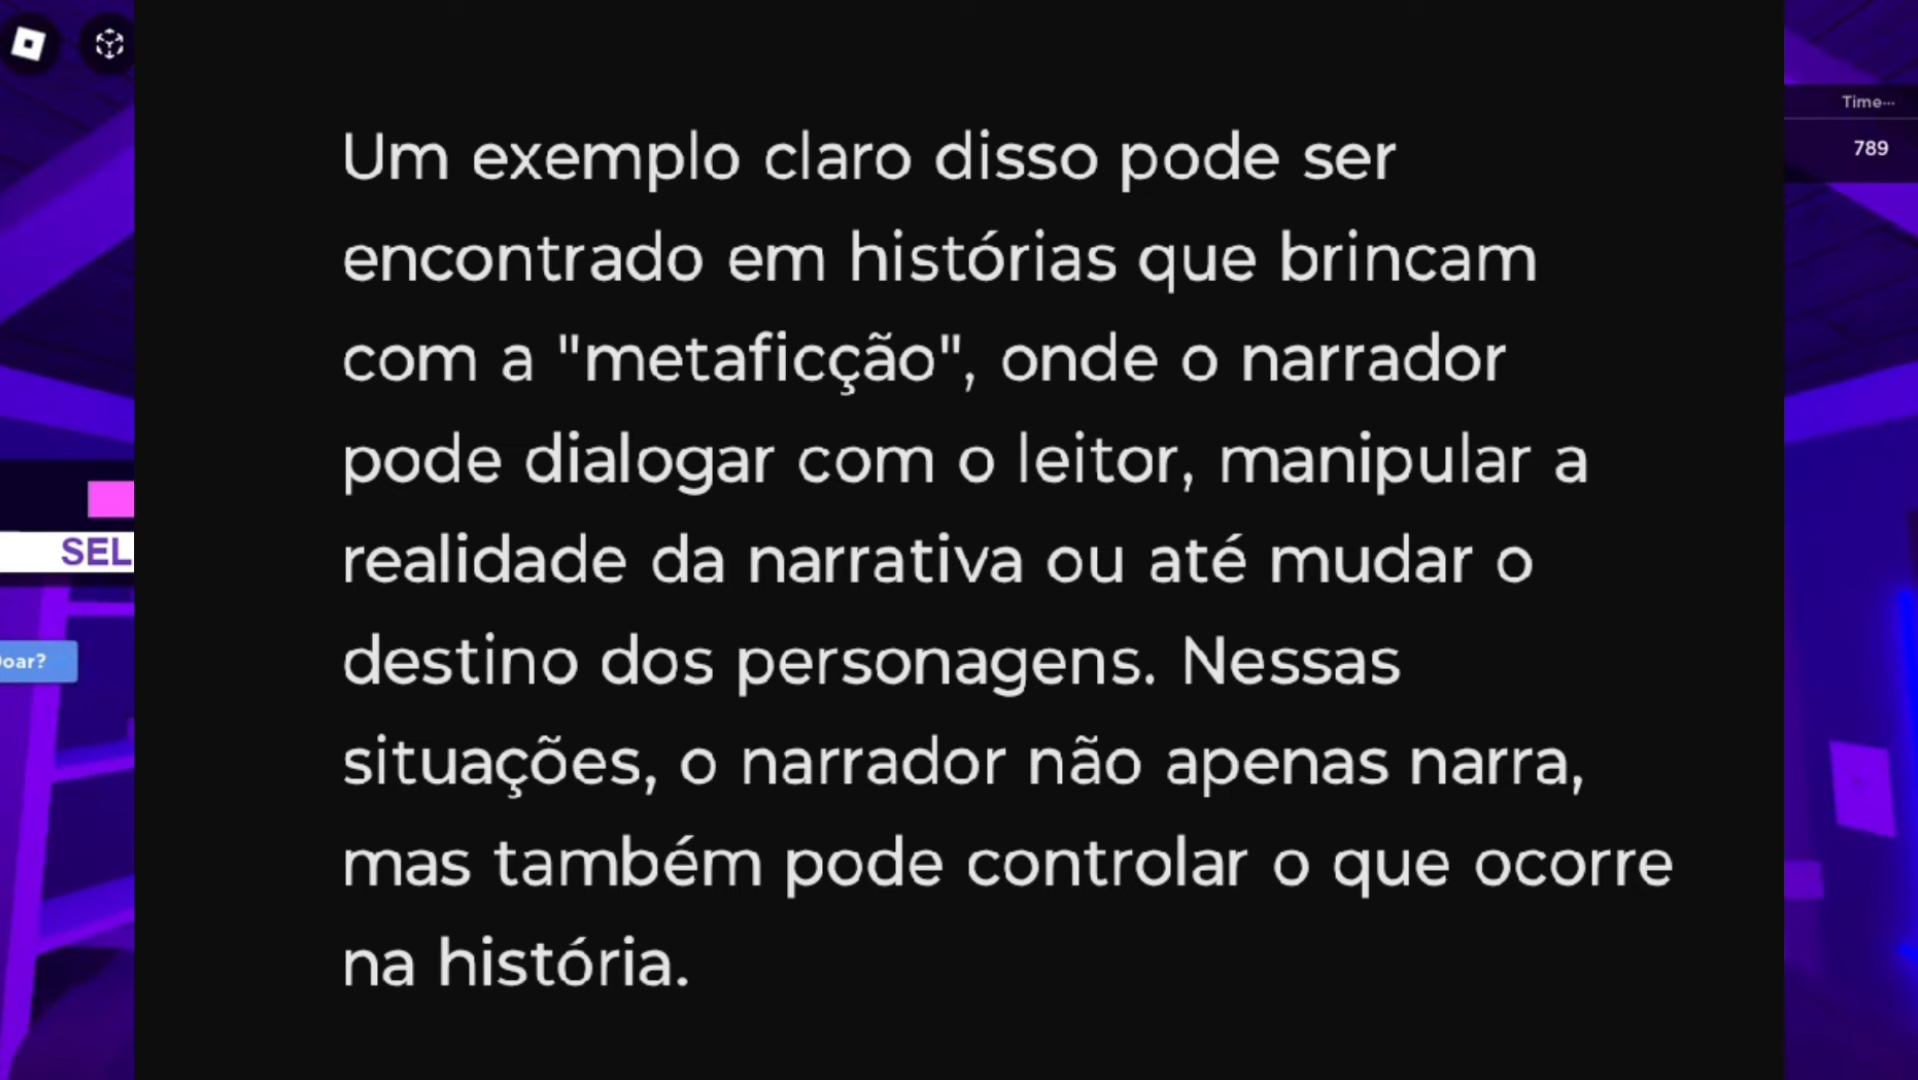 Time...
789
Um exemplo claro disso pode ser
encontrado em histórias que brincam
com a "metaficção", onde o narrador
pode dialogar com o leitor, manipular a
realidade da narrativa ou até mudar o
destino dos personagens. Nessas
situações, o narrador não apenas narra,
mas também pode controlar o que ocorre
na história.
SEL
oar?